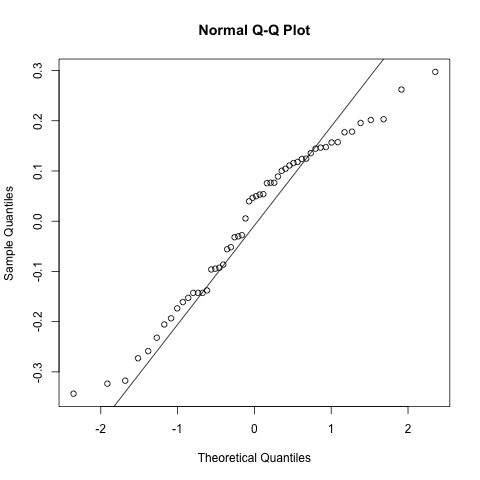 Normal Q-Q Plot
0.3
0.2
0.1
0.0
-0.1
-0.2
-0.3
Sample Quantiles
-2 -1 0 1 2
Theoretical Quantiles